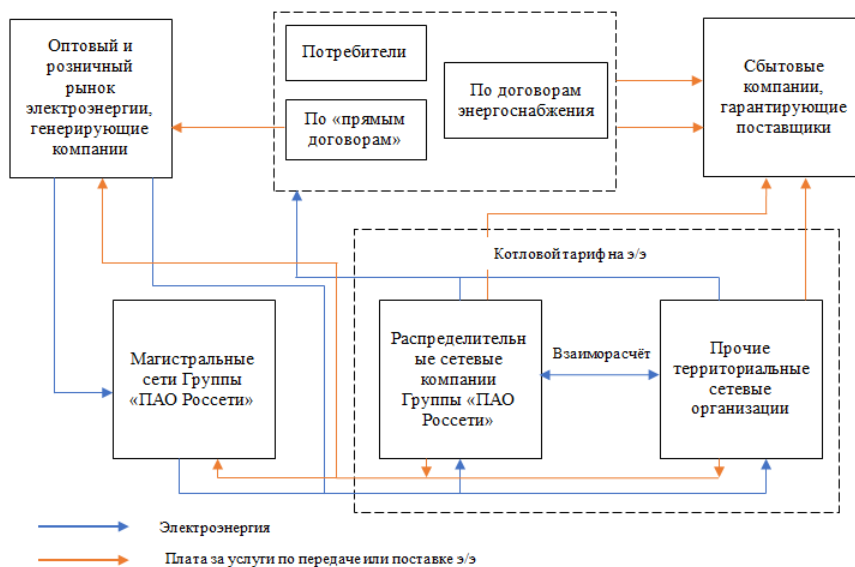 Оптовый и
розничный
рынок
электроэнергии,
генерирующие
компании
Потребители
По «прямым
договорам»
По договорам
энергоснабжения
Сбытовые
компании,
гарантирующие
поставщики
Котловой тариф на э/э
Магистральные
сети Группы
«ПАО Россети»
Распределительн
ые сетевые
компании
Группы «ПАО
Россети»
Взаиморасчёт
Прочие
территориальные
сетевые
организации
Электроэнергия
Плата за услуги по передаче или поставке э/э